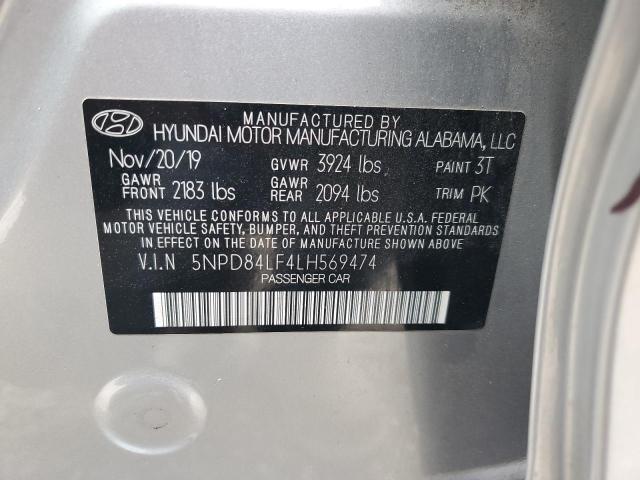 MANUFACTURED BY
HYUNDAI MOTOR MANUFACTURING ALABAMA, LLC
Nov/20/19 GVWR 3924 lbs PAINT 3T
GAWR FRONT 2183 lbs GAWR REAR 2094 lbs TRIM PK
THIS VEHICLE CONFORMS TO ALL APPLICABLE U.S.A. FEDERAL
MOTOR VEHICLE SAFETY, BUMPER, AND THEFT PREVENTION
STANDARDS IN EFFECT ON THE DATE OF MANUFACTURE SHOWN ABOVE.
V.I.N 5NPD84LF4LH569474
PASSENGER CAR